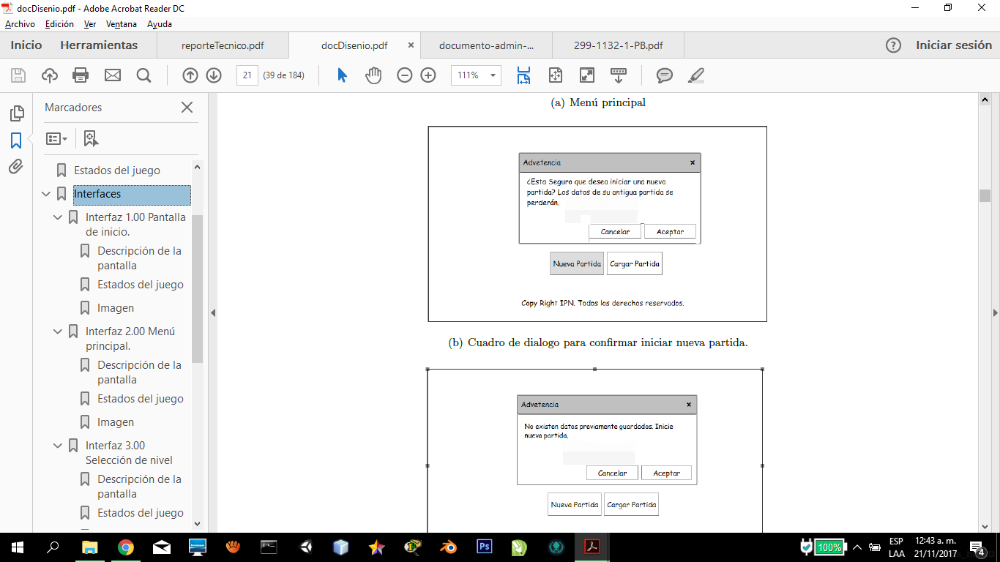 docDisenio.pdf - Adobe Acrobat Reader DC
Archivo Edición Ver Ventana Ayuda
Inicio Herramientas reporteTecnico.pdf docDisenio.pdf × documento-admin-... 299-1132-1-PB.pdf ? Iniciar sesión
21 (39 de 184) 111%
Marcadores
Estados del juego
Interfaces
Interfaz 1.00 Pantalla
de inicio.
Descripción de la
pantalla
Estados del juego
Imagen
Interfaz 2.00 Menú
principal.
Descripción de la
pantalla
Estados del juego
Imagen
Interfaz 3.00
Selección de nivel
Descripción de la
pantalla
Estados del juego
(a) Menú principal
Advetencia x
¿Esta Seguro que desea iniciar una nueva
partida? Los datos de su antigua partida se
perderán.
Cancelar Aceptar
Nueva Partida Cargar Partida
Copy Right IPN. Todos los derechos reservados.
(b) Cuadro de dialogo para confirmar iniciar nueva partida.
Advetencia x
No existen datos previamente guardados. Inicie
nueva partida.
Cancelar Aceptar
Nueva Partida Cargar Partida
Ps
100%
ESP
LAA
12:43 a. m.
21/11/2017
4